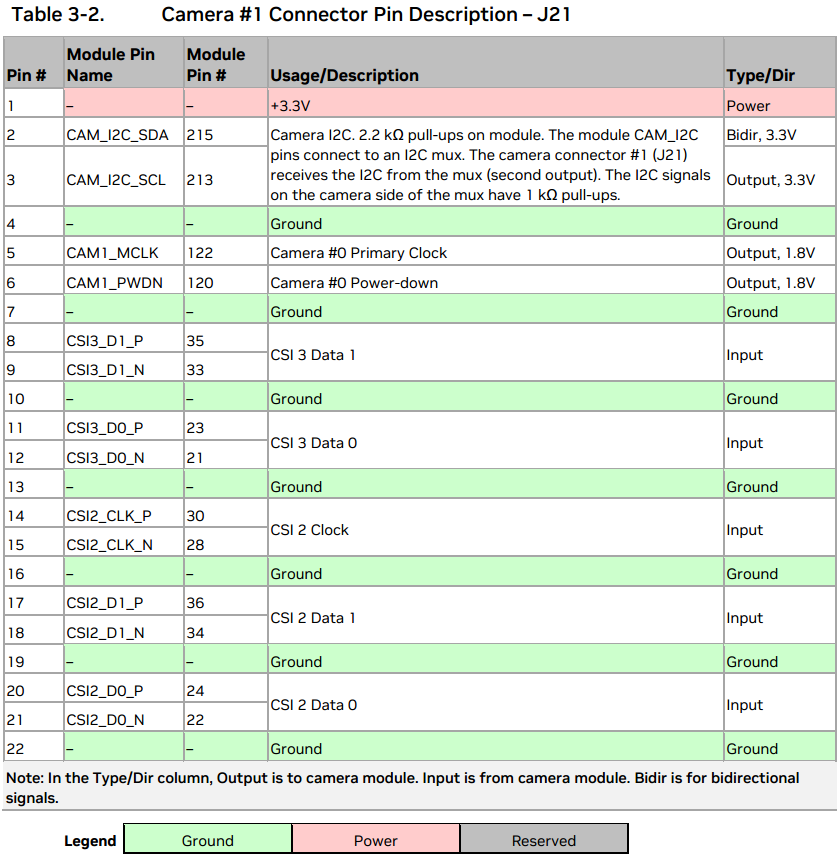 Table 3-2. Camera #1 Connector Pin Description – J21
Pin # Module Pin Name Module Pin # Usage/Description Type/Dir
1 – – +3.3V Power
2 CAM_I2C_SDA 215 Camera I2C. 2.2 kΩ pull-ups on module. The module CAM_I2C Bidir, 3.3V
pins connect to an I2C mux. The camera connector #1 (J21)
3 CAM_I2C_SCL 213 receives the I2C from the mux (second output). The I2C signals Output, 3.3V
on the camera side of the mux have 1 kΩ pull-ups.
4 – – Ground Ground
5 CAM1_MCLK 122 Camera #0 Primary Clock Output, 1.8V
6 CAM1_PWDN 120 Camera #0 Power-down Output, 1.8V
7 – – Ground Ground
8 CSI3_D1_P 35
CSI 3 Data 1 Input
9 CSI3_D1_N 33
10 – – Ground Ground
11 CSI3_D0_P 23
CSI 3 Data 0 Input
12 CSI3_D0_N 21
13 – – Ground Ground
14 CSI2_CLK_P 30
CSI 2 Clock Input
15 CSI2_CLK_N 28
16 – – Ground Ground
17 CSI2_D1_P 36
CSI 2 Data 1 Input
18 CSI2_D1_N 34
19 – – Ground Ground
20 CSI2_D0_P 24
CSI 2 Data 0 Input
21 CSI2_D0_N 22
22 – – Ground Ground
Note: In the Type/Dir column, Output is to camera module. Input is from camera module. Bidir is for bidirectional
signals.
Legend Ground Power Reserved